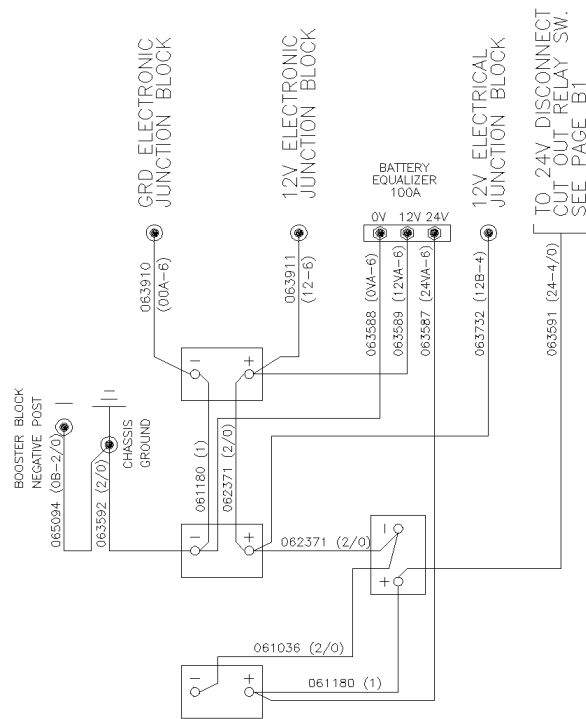 BOOSTER BLOCK
NEGATIVE POST
065094 (0B-2/0)
063592 (2/0)
CHASSIS
GROUND
GRD ELECTRONIC
JUNCTION BLOCK
063910
(00A-6)
12V ELECTRONIC
JUNCTION BLOCK
063911
(12-6)
BATTERY
EQUALIZER
100A
0V 12V 24V
063588 (0VA-6)
063589 (12VA-6)
063587 (24VA-6)
12V ELECTRICAL
JUNCTION BLOCK
063732 (12B-4)
TO 24V DISCONNECT
CUT OUT RELAY SW.
SEE PAGE B1
063591 (24-4/0)
- +
061180 (1)
062371 (2/0)
- +
062371 (2/0)
+ -
061036 (2/0)
061180 (1)
- +